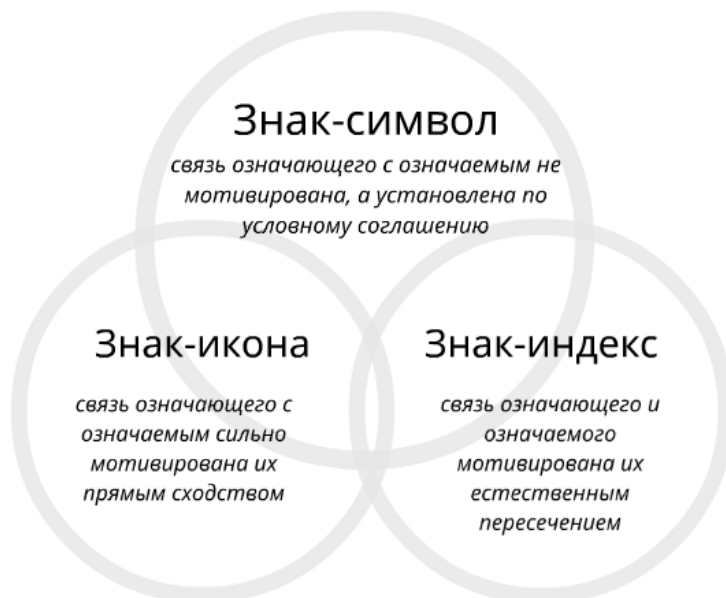 Знак-символ
связь означающего с означаемым не
мотивирована, а установлена по
условному соглашению
Знак-икона
связь означающего с
означаемым сильно
мотивирована их
прямым сходством
Знак-индекс
связь означающего и
означаемого
мотивирована их
естественным
пересечением